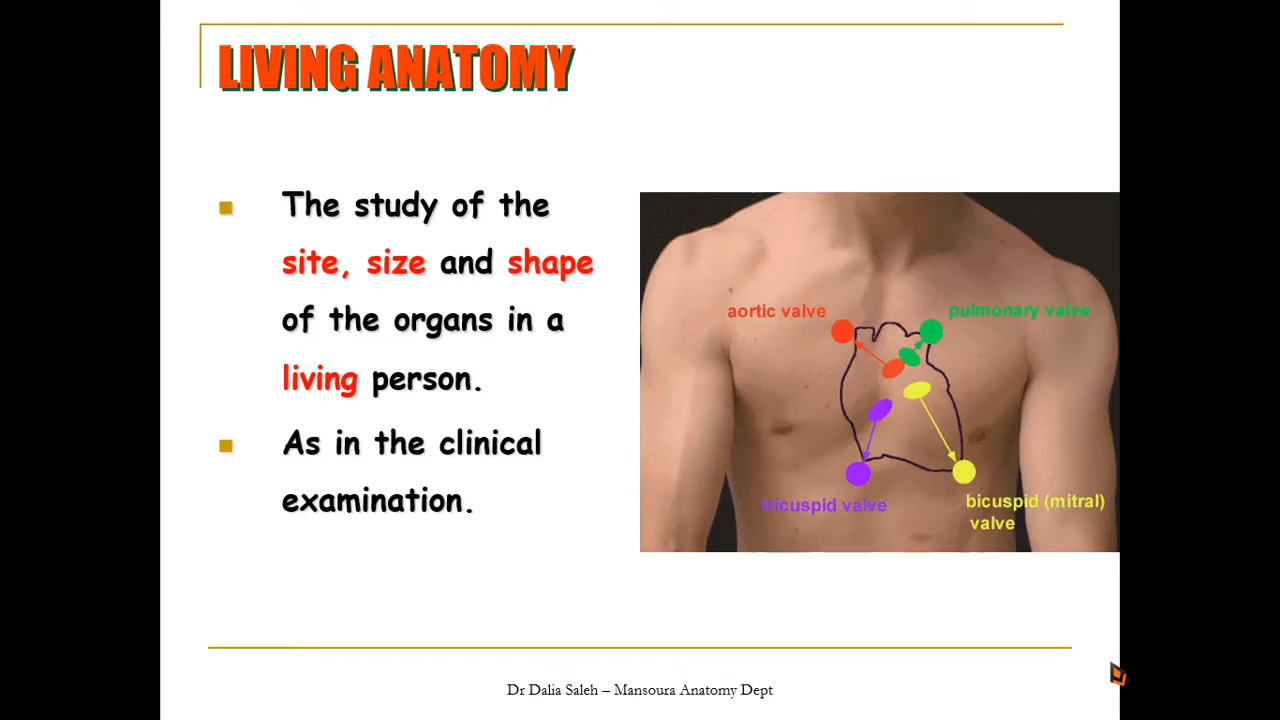 LIVING ANATOMY
The study of the
site, size and shape
of the organs in a
living person.
As in the clinical
examination.
aortic valve
pulmonary valve
tricuspid valve
bicuspid (mitral)
valve
Dr Dalia Saleh – Mansoura Anatomy Dept